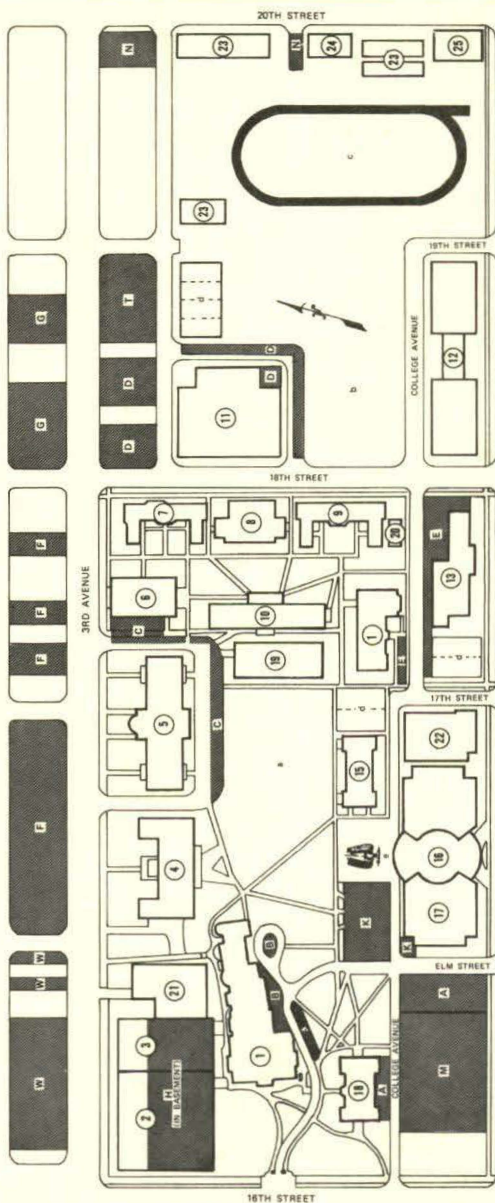 20TH STREET
N
23
N
24
23
25
c
23
19TH STREET
G
T
d
D
COLLEGE AVENUE
12
G
D
D
11
D
b
18TH STREET
F
7
8
9
20
E
13
3RD AVENUE
6
C
10
1
E
d
F
F
5
C
19
17TH STREET
d
22
a
15
F
4
16
e
K
17
K
ELM STREET
W
W
21
B
B
3
1
A
W
H
(IN BASEMENT)
2
18
A
COLLEGE AVENUE
M
16TH STREET